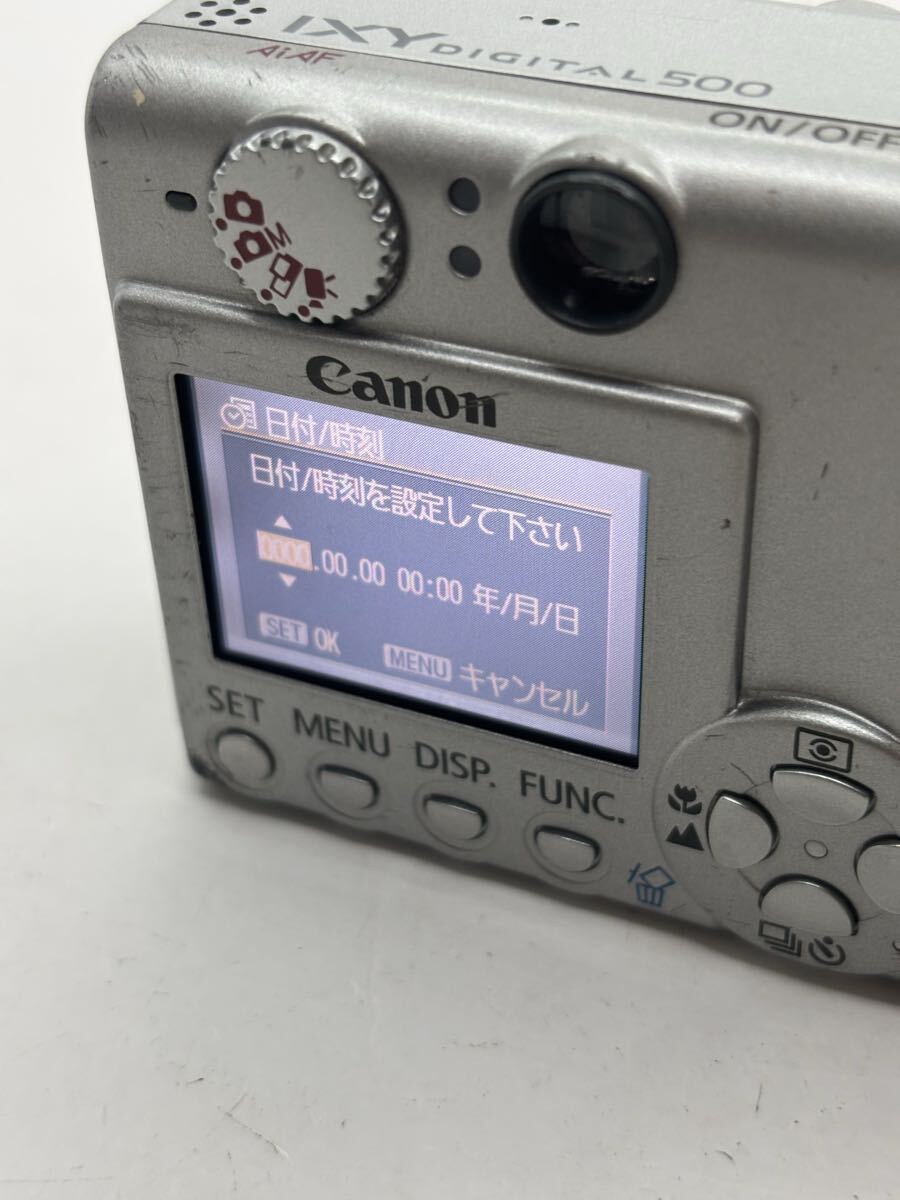 IXY DIGITAL 500
AiAF
ON/OFF
M
Canon
日付/時刻
日付/時刻を設定して下さい
0000.00.00 00:00 年/月/日
SET OK MENU キャンセル
SET MENU DISP. FUNC.